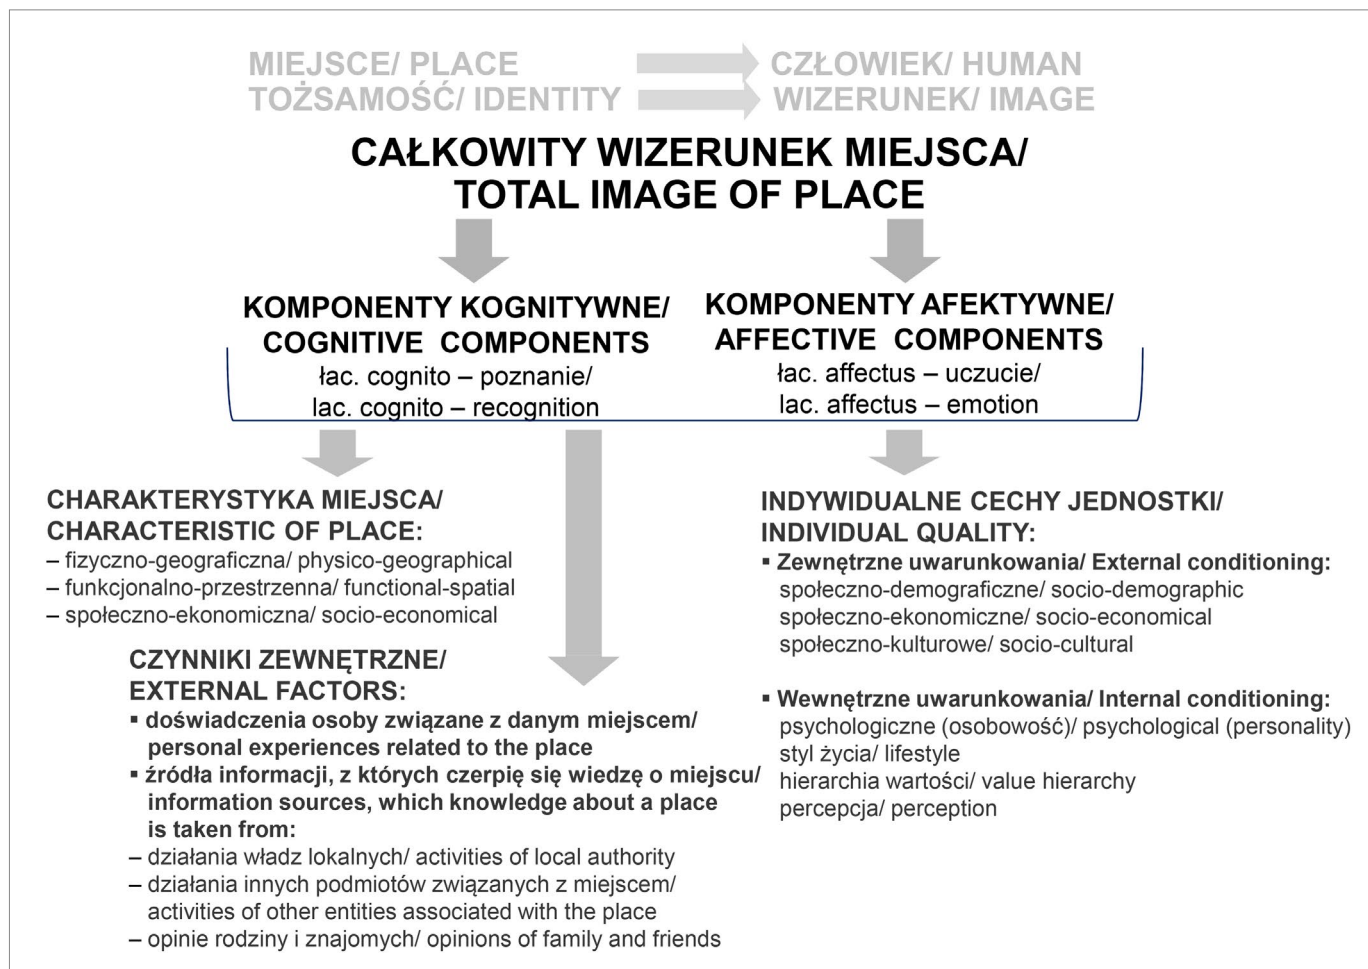 MIEJSCE/ PLACE CZŁOWIEK/ HUMAN
TOŻSAMOŚĆ/ IDENTITY WIZERUNEK/ IMAGE
CAŁKOWITY WIZERUNEK MIEJSCA/
TOTAL IMAGE OF PLACE
KOMPONENTY KOGNITYWNE/
COGNITIVE COMPONENTS
łac. cognito – poznanie/
lac. cognito – recognition
KOMPONENTY AFEKTYWNE/
AFFECTIVE COMPONENTS
łac. affectus – uczucie/
lac. affectus – emotion
CHARAKTERYSTYKA MIEJSCA/
CHARACTERISTIC OF PLACE:
– fizyczno-geograficzna/ physico-geographical
– funkcjonalno-przestrzenna/ functional-spatial
– społeczno-ekonomiczna/ socio-economical
CZYNNIKI ZEWNĘTRZNE/
EXTERNAL FACTORS:
▪ doświadczenia osoby związane z danym miejscem/
personal experiences related to the place
▪ źródła informacji, z których czerpię się wiedzę o miejscu/
information sources, which knowledge about a place
is taken from:
– działania władz lokalnych/ activities of local authority
– działania innych podmiotów związanych z miejscem/
activities of other entities associated with the place
– opinie rodziny i znajomych/ opinions of family and friends
INDYWIDUALNE CECHY JEDNOSTKI/
INDIVIDUAL QUALITY:
▪ Zewnętrzne uwarunkowania/ External conditioning:
społeczno-demograficzne/ socio-demographic
społeczno-ekonomiczne/ socio-economical
społeczno-kulturowe/ socio-cultural
▪ Wewnętrzne uwarunkowania/ Internal conditioning:
psychologiczne (osobowość)/ psychological (personality)
styl życia/ lifestyle
hierarchia wartości/ value hierarchy
percepcja/ perception